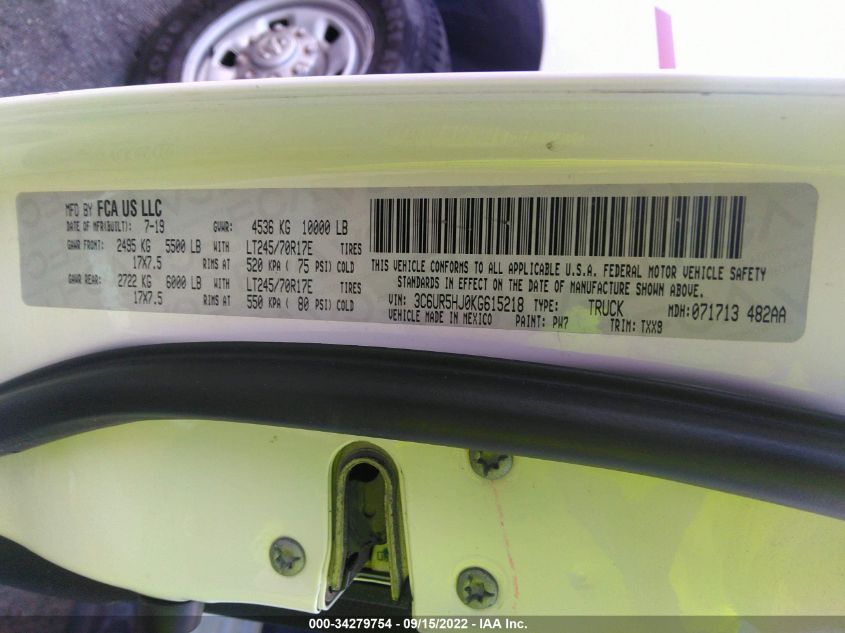 MFD BY FCA US LLC
DATE OF MFR(BUILT): 7-19 GVWR: 4536 KG 10000 LB
GAWR FRONT: 2495 KG 5500 LB WITH LT245/70R17E TIRES
17X7.5 RIMS AT 520 KPA ( 75 PSI) COLD
GAWR REAR: 2722 KG 6000 LB WITH LT245/70R17E TIRES
17X7.5 RIMS AT 550 KPA ( 80 PSI) COLD
THIS VEHICLE CONFORMS TO ALL APPLICABLE U.S.A. FEDERAL MOTOR VEHICLE SAFETY
STANDARDS IN EFFECT ON THE DATE OF MANUFACTURE SHOWN ABOVE.
VIN: 3C6UR5HJ0KG615218 TYPE: TRUCK MDH:071713 482AA
VEHICLE MADE IN MEXICO PAINT: PW7 TRIM: TXX9
000-34279754 - 09/15/2022 - IAA Inc.